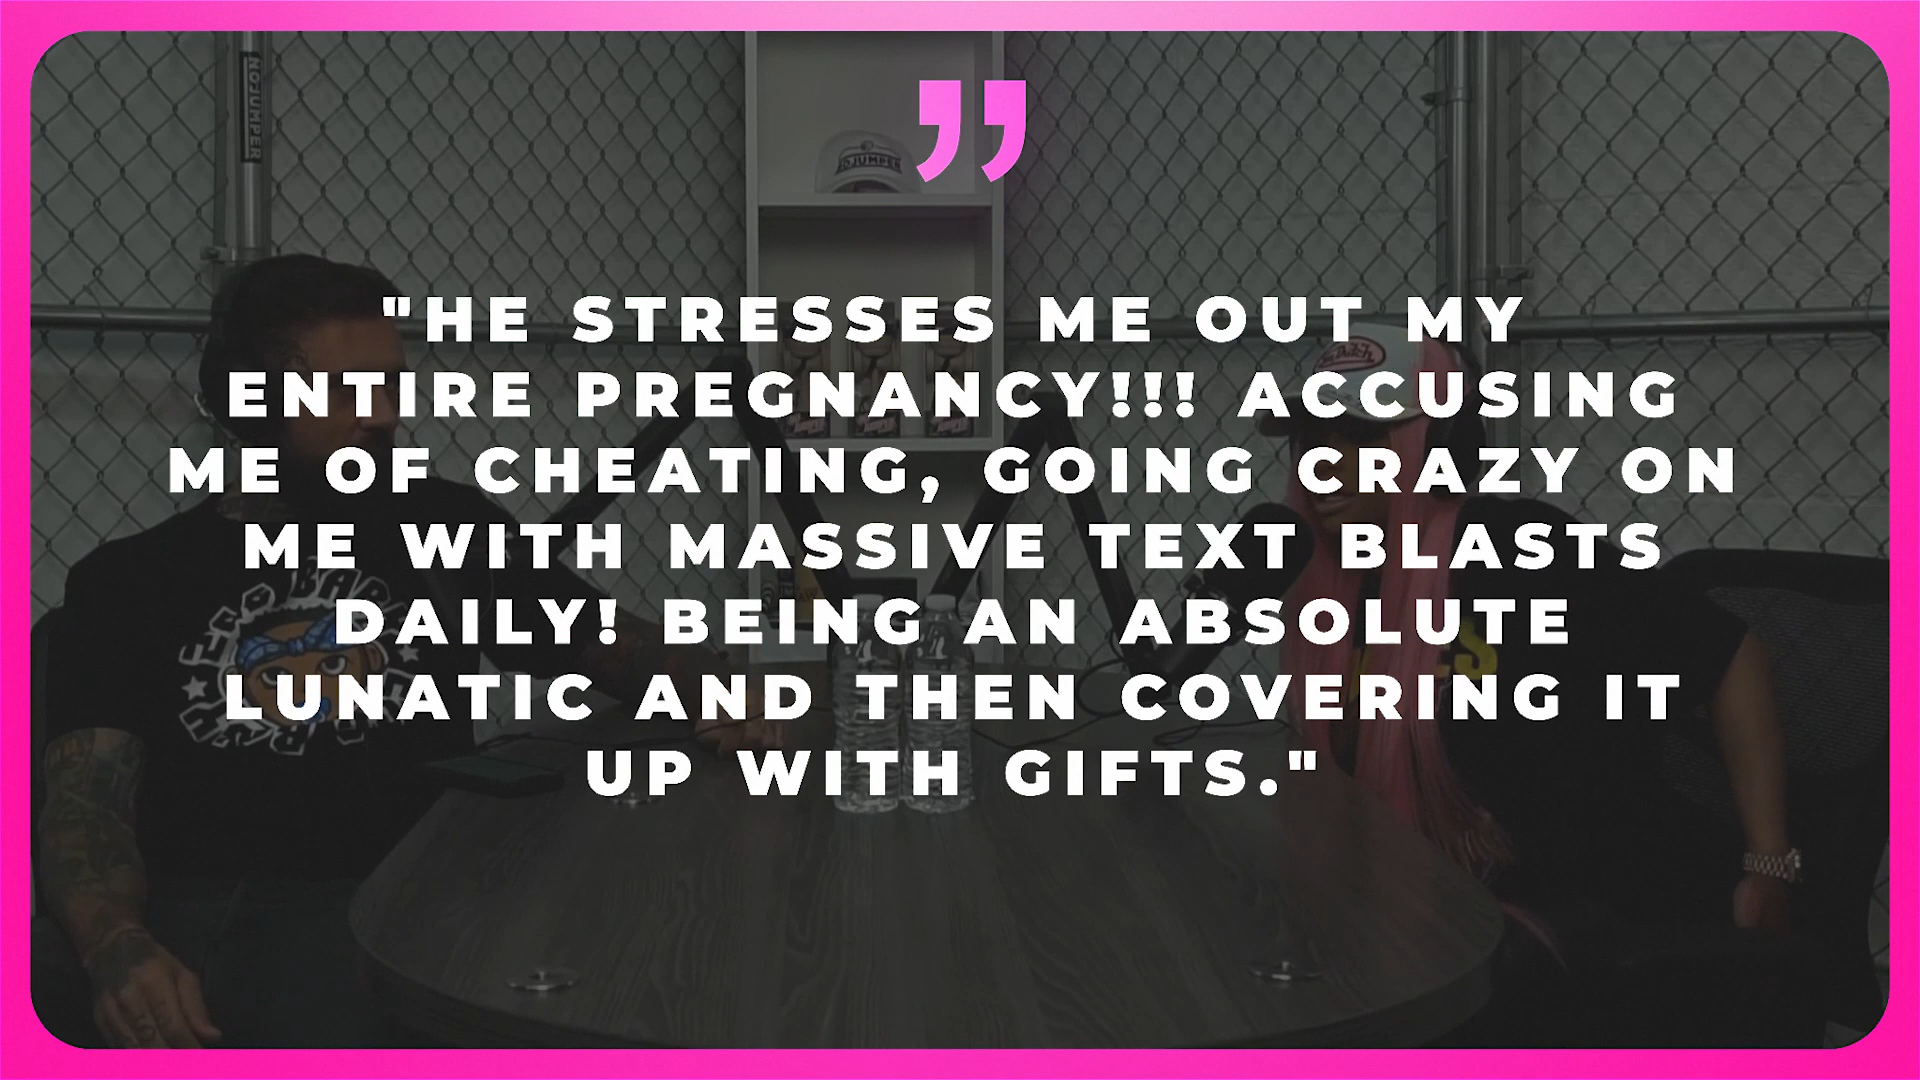 "HE STRESSES ME OUT MY
ENTIRE PREGNANCY!!! ACCUSING
ME OF CHEATING, GOING CRAZY ON
ME WITH MASSIVE TEXT BLASTS
DAILY! BEING AN ABSOLUTE
LUNATIC AND THEN COVERING IT
UP WITH GIFTS."
NOJUMPER